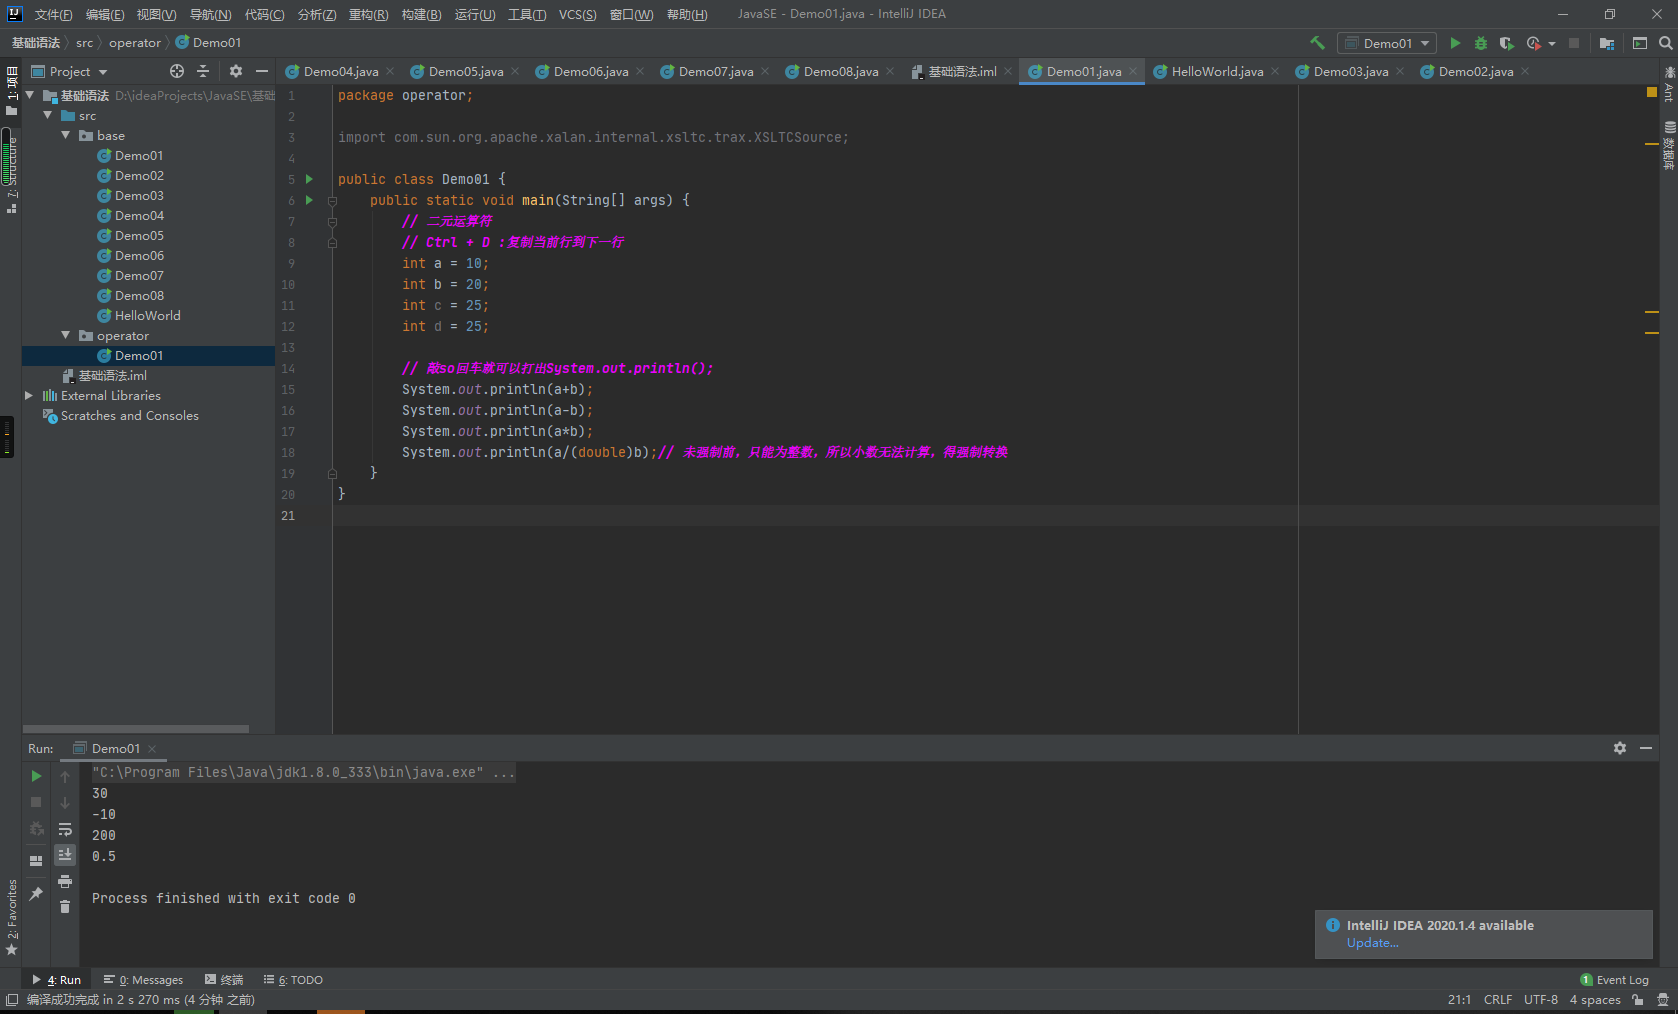 文件(F) 编辑(E) 视图(V) 导航(N) 代码(C) 分析(Z) 重构(R) 构建(B) 运行(U) 工具(T) VCS(S) 窗口(W) 帮助(H) JavaSE - Demo01.java - IntelliJ IDEA
基础语法 src operator Demo01 Demo01
1: 项目
Project
Demo04.java Demo05.java Demo06.java Demo07.java Demo08.java 基础语法.iml Demo01.java HelloWorld.java Demo03.java Demo02.java
基础语法 D:\ideaProjects\JavaSE\基础
src
base
Demo01
Demo02
Demo03
Demo04
Demo05
Demo06
Demo07
Demo08
HelloWorld
operator
Demo01
基础语法.iml
External Libraries
Scratches and Consoles
7: Structure
2: Favorites
1 package operator;
2
3 import com.sun.org.apache.xalan.internal.xsltc.trax.XSLTCSource;
4
5 public class Demo01 {
6 public static void main(String[] args) {
7 // 二元运算符
8 // Ctrl + D :复制当前行到下一行
9 int a = 10;
10 int b = 20;
11 int c = 25;
12 int d = 25;
13
14 // 敲so回车就可以打出System.out.println();
15 System.out.println(a+b);
16 System.out.println(a-b);
17 System.out.println(a*b);
18 System.out.println(a/(double)b);// 未强制前，只能为整数，所以小数无法计算，得强制转换
19 }
20 }
21
Ant
数据库
Run: Demo01
"C:\Program Files\Java\jdk1.8.0_333\bin\java.exe" ...
30
-10
200
0.5
Process finished with exit code 0
IntelliJ IDEA 2020.1.4 available
Update...
4: Run 0: Messages 终端 6: TODO 1 Event Log
编译成功完成 in 2 s 270 ms (4 分钟 之前) 21:1 CRLF UTF-8 4 spaces